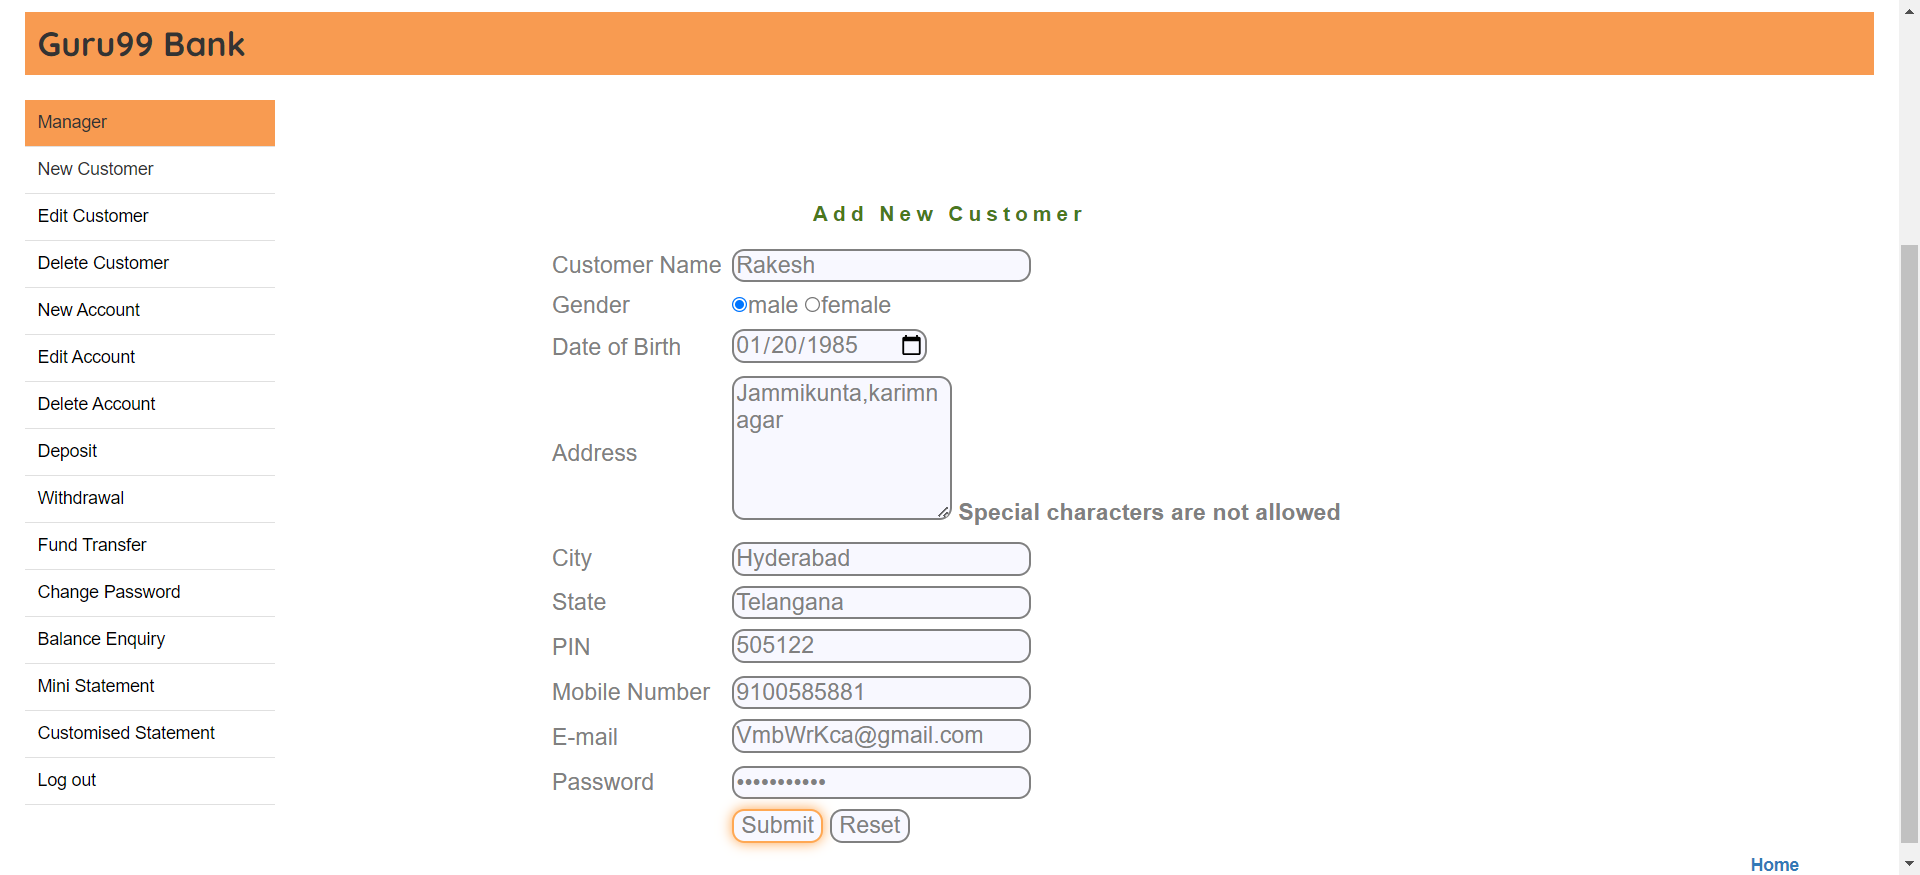 Guru99 Bank
Manager
New Customer
Edit Customer
Delete Customer
New Account
Edit Account
Delete Account
Deposit
Withdrawal
Fund Transfer
Change Password
Balance Enquiry
Mini Statement
Customised Statement
Log out
Add New Customer
Customer Name Rakesh
Gender male female
Date of Birth 01/20/1985
Address Jammikunta,karimn
agar
Special characters are not allowed
City Hyderabad
State Telangana
PIN 505122
Mobile Number 9100585881
E-mail VmbWrKca@gmail.com
Password •••••••••••
Submit Reset
Home